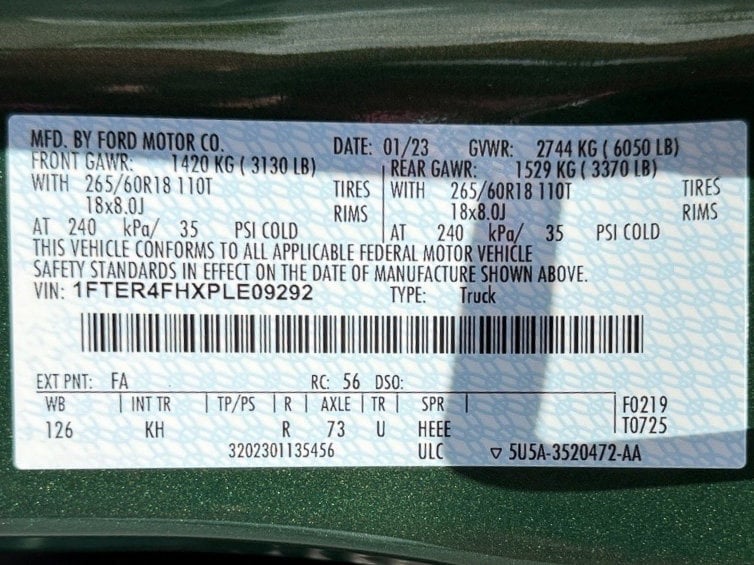 MFD. BY FORD MOTOR CO. DATE: 01/23 GVWR: 2744 KG ( 6050 LB)
FRONT GAWR: 1420 KG ( 3130 LB) REAR GAWR: 1529 KG ( 3370 LB)
WITH 265/60R18 110T TIRES WITH 265/60R18 110T TIRES
18x8.0J RIMS 18x8.0J RIMS
AT 240 kPa/ 35 PSI COLD AT 240 kPa/ 35 PSI COLD
THIS VEHICLE CONFORMS TO ALL APPLICABLE FEDERAL MOTOR VEHICLE
SAFETY STANDARDS IN EFFECT ON THE DATE OF MANUFACTURE SHOWN ABOVE.
VIN: 1FTER4FHXPLE09292 TYPE: Truck
EXT PNT: FA RC: 56 DSO:
WB | INT TR | TP/PS | R | AXLE | TR | SPR | F0219
126 KH R 73 U HEEE T0725
3202301135456 ULC ▽ 5U5A-3520472-AA